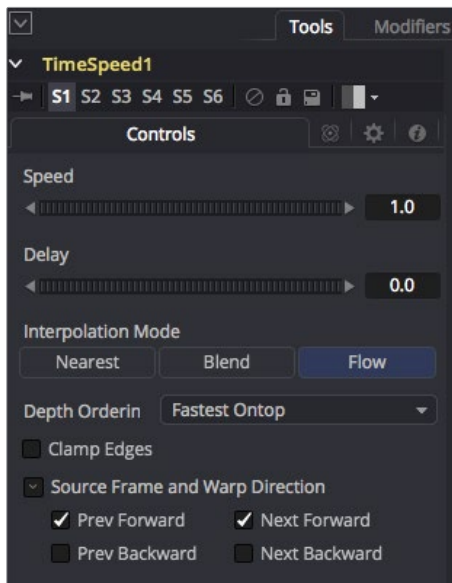 Tools Modifiers
TimeSpeed1
S1 S2 S3 S4 S5 S6
Controls
Speed
1.0
Delay
0.0
Interpolation Mode
Nearest Blend Flow
Depth Orderin Fastest Ontop
Clamp Edges
Source Frame and Warp Direction
Prev Forward Next Forward
Prev Backward Next Backward